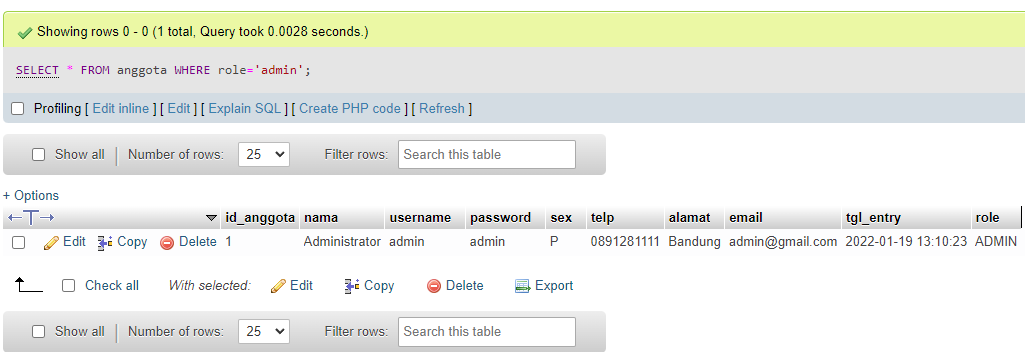 Showing rows 0 - 0 (1 total, Query took 0.0028 seconds.)
SELECT * FROM anggota WHERE role='admin';
Profiling [ Edit inline ] [ Edit ] [ Explain SQL ] [ Create PHP code ] [ Refresh ]
Show all Number of rows: 25 Filter rows: Search this table
+ Options
←T→ id_anggota nama username password sex telp alamat email tgl_entry role
Edit Copy Delete 1 Administrator admin admin P 0891281111 Bandung admin@gmail.com 2022-01-19 13:10:23 ADMIN
Check all With selected: Edit Copy Delete Export
Show all Number of rows: 25 Filter rows: Search this table